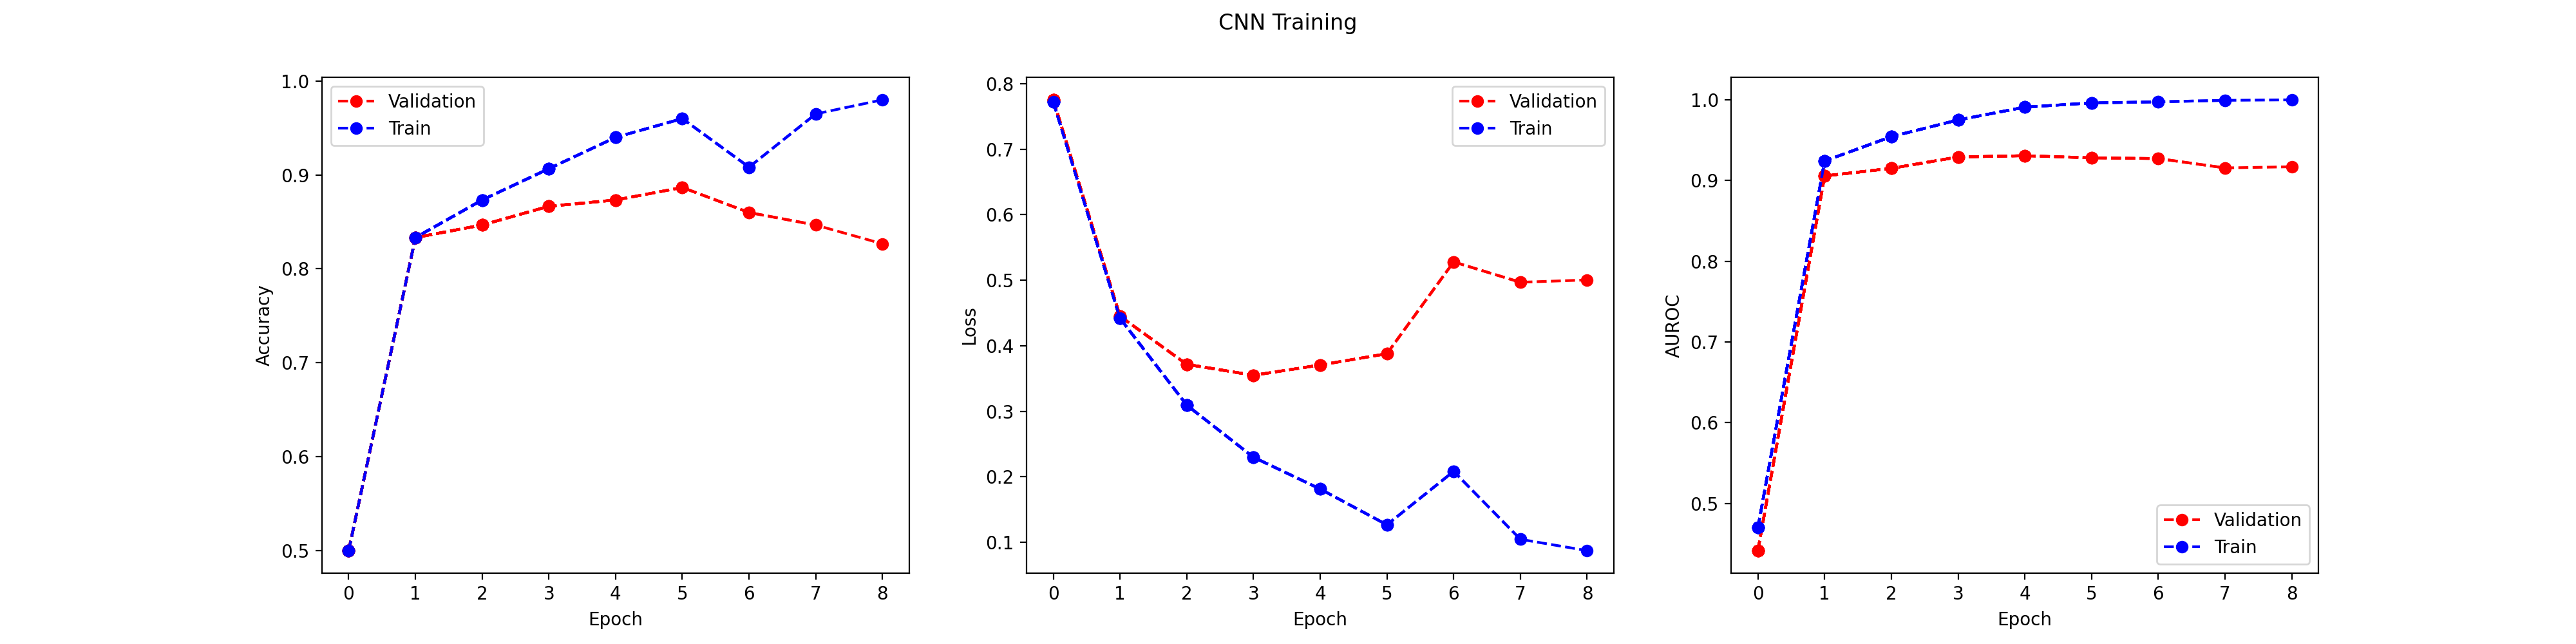 CNN Training
1.0
0.9
0.8
0.7
0.6
0.5
Accuracy
Validation
Train
0 1 2 3 4 5 6 7 8
Epoch
0.8
0.7
0.6
0.5
0.4
0.3
0.2
0.1
Loss
Validation
Train
0 1 2 3 4 5 6 7 8
Epoch
1.0
0.9
0.8
0.7
0.6
0.5
AUROC
Validation
Train
0 1 2 3 4 5 6 7 8
Epoch